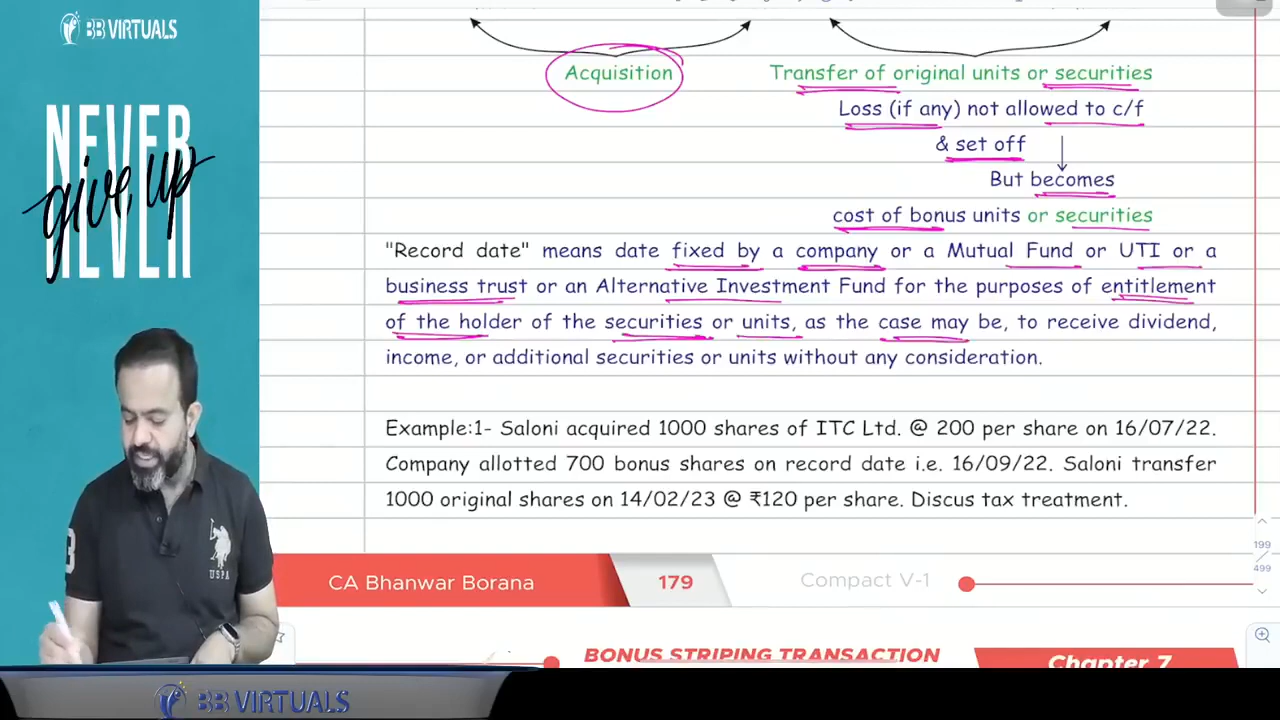 BB VIRTUALS
NEVER
give up
NEVER
Acquisition
Transfer of original units or securities
Loss (if any) not allowed to c/f
& set off
But becomes
cost of bonus units or securities
"Record date" means date fixed by a company or a Mutual Fund or UTI or a
business trust or an Alternative Investment Fund for the purposes of entitlement
of the holder of the securities or units, as the case may be, to receive dividend,
income, or additional securities or units without any consideration.
Example:1- Saloni acquired 1000 shares of ITC Ltd. @ 200 per share on 16/07/22.
Company allotted 700 bonus shares on record date i.e. 16/09/22. Saloni transfer
1000 original shares on 14/02/23 @ ₹120 per share. Discus tax treatment.
199
499
CA Bhanwar Borana
179
Compact V-1
BONUS STRIPING TRANSACTION
Chapter 7
3
USPA
BB VIRTUALS